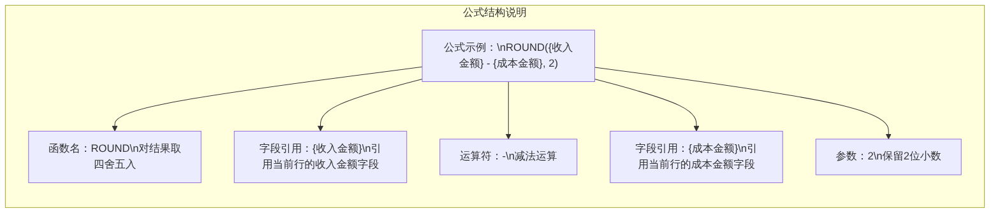 公式结构说明
公式示例：\nROUND({收入
金额} - {成本金额}, 2)
函数名：ROUND\n对结果取
四舍五入
字段引用：{收入金额}\n引
用当前行的收入金额字段
运算符：-\n减法运算
字段引用：{成本金额}\n引
用当前行的成本金额字段
参数：2\n保留2位小数